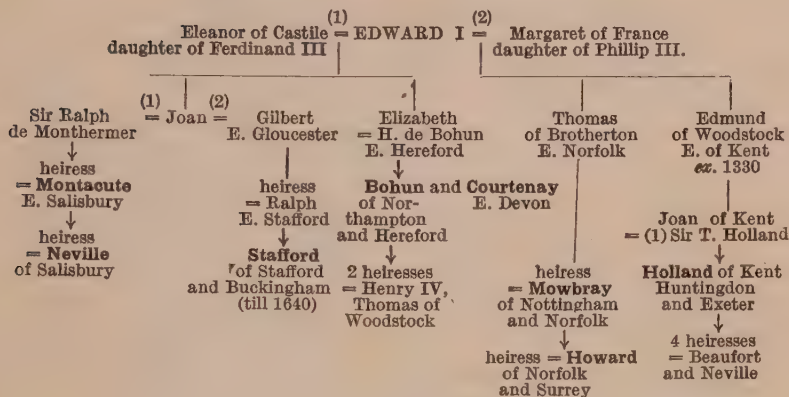 (1) (2)
Eleanor of Castile = EDWARD I = Margaret of France
daughter of Ferdinand III daughter of Phillip III.
Sir Ralph (1) = Joan = (2) Gilbert
de Monthermer E. Gloucester
heiress
= Montacute
E. Salisbury
heiress
= Neville
of Salisbury
heiress
= Ralph
E. Stafford
Stafford
of Stafford
and Buckingham
(till 1640)
Elizabeth
= H. de Bohun
E. Hereford
Bohun and Courtenay
of Nor- E. Devon
thampton
and Hereford
2 heiresses
= Henry IV,
Thomas of
Woodstock
Thomas
of Brotherton
E. Norfolk
heiress
= Mowbray
of Nottingham
and Norfolk
heiress = Howard
of Norfolk
and Surrey
Edmund
of Woodstock
E. of Kent
ex. 1330
Joan of Kent
= (1) Sir T. Holland
Holland of Kent
Huntingdon
and Exeter
4 heiresses
= Beaufort
and Neville